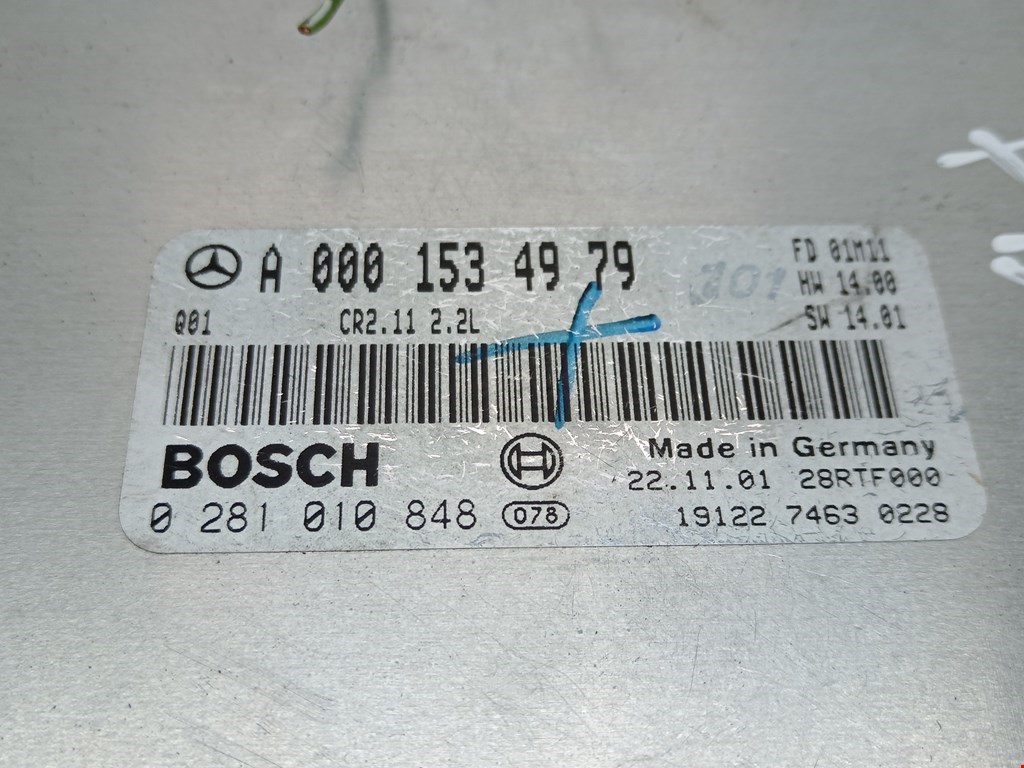 A 000 153 49 79
101
FD 01M11
HW 14.00
SW 14.01
Q01 CR2.11 2.2L
BOSCH
Made in Germany
22.11.01 28RTF000
0 281 010 848 078
19122 7463 0228